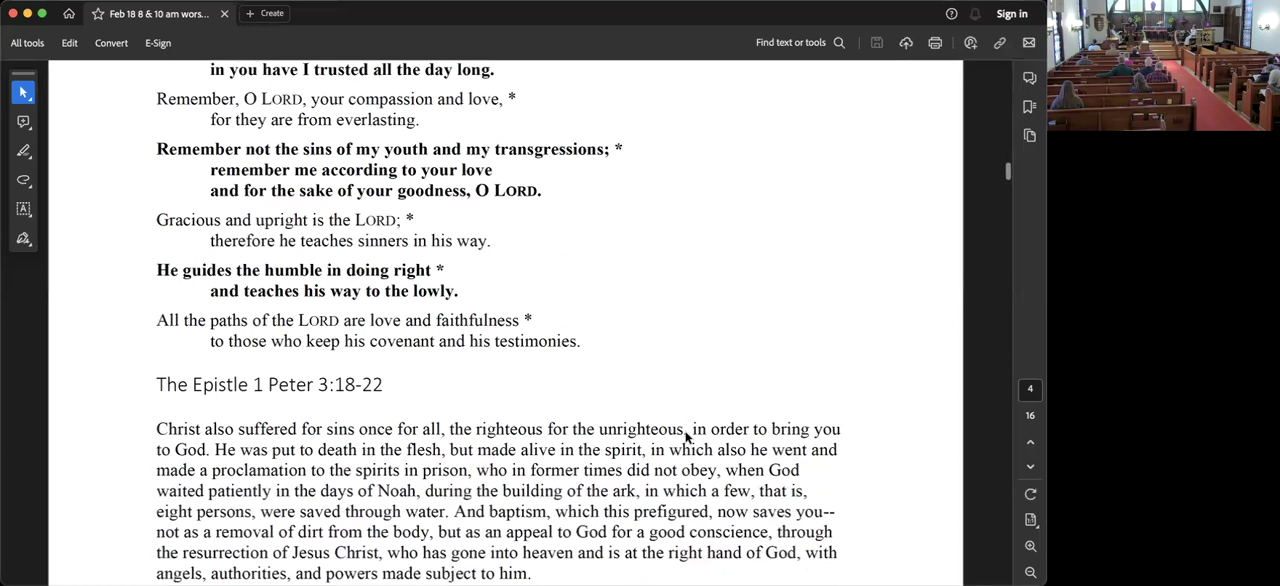 Feb 18 8 & 10 am wors...
Create
Sign in
All tools
Edit
Convert
E-Sign
Find text or tools
in you have I trusted all the day long.
Remember, O LORD, your compassion and love, *
for they are from everlasting.
Remember not the sins of my youth and my transgressions; *
remember me according to your love
and for the sake of your goodness, O LORD.
Gracious and upright is the LORD; *
therefore he teaches sinners in his way.
He guides the humble in doing right *
and teaches his way to the lowly.
All the paths of the LORD are love and faithfulness *
to those who keep his covenant and his testimonies.
The Epistle 1 Peter 3:18-22
Christ also suffered for sins once for all, the righteous for the unrighteous, in order to bring you
to God. He was put to death in the flesh, but made alive in the spirit, in which also he went and
made a proclamation to the spirits in prison, who in former times did not obey, when God
waited patiently in the days of Noah, during the building of the ark, in which a few, that is,
eight persons, were saved through water. And baptism, which this prefigured, now saves you--
not as a removal of dirt from the body, but as an appeal to God for a good conscience, through
the resurrection of Jesus Christ, who has gone into heaven and is at the right hand of God, with
angels, authorities, and powers made subject to him.
4
16